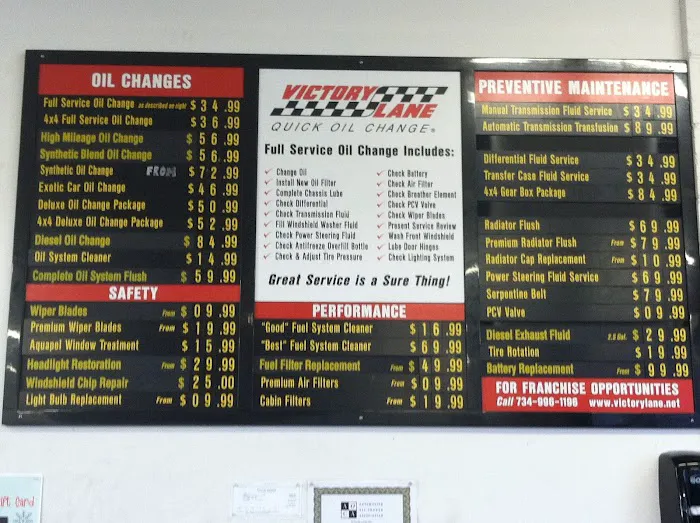 OIL CHANGES
Full Service Oil Change as described on right $34.99
4x4 Full Service Oil Change $36.99
High Mileage Oil Change $56.99
Synthetic Blend Oil Change $56.99
Synthetic Oil Change FROM $72.99
Exotic Car Oil Change $46.99
Deluxe Oil Change Package $50.99
4x4 Deluxe Oil Change Package $52.99
Diesel Oil Change $84.99
Oil System Cleaner $14.99
Complete Oil System Flush $59.99
SAFETY
Wiper Blades From $09.99
Premium Wiper Blades From $19.99
Aquapel Window Treatment $15.99
Headlight Restoration From $29.99
Windshield Chip Repair $25.00
Light Bulb Replacement From $09.99
VICTORY
LANE
QUICK OIL CHANGE®
Full Service Oil Change Includes:
✓ Change Oil
✓ Install New Oil Filter
✓ Complete Chassis Lube
✓ Check Differential
✓ Check Transmission Fluid
✓ Fill Windshield Washer Fluid
✓ Check Power Steering Fluid
✓ Check Antifreeze Overfill Bottle
✓ Check & Adjust Tire Pressure
✓ Check Battery
✓ Check Air Filter
✓ Check Breather Element
✓ Check PCV Valve
✓ Check Wiper Blades
✓ Present Service Review
✓ Wash Front Windshield
✓ Lube Door Hinges
✓ Check Lighting System
Great Service is a Sure Thing!
PERFORMANCE
"Good" Fuel System Cleaner $16.99
"Best" Fuel System Cleaner $69.99
Fuel Filter Replacement From $49.99
Premium Air Filters From $09.99
Cabin Filters From $19.99
PREVENTIVE MAINTENANCE
Manual Transmission Fluid Service $34.99
Automatic Transmission Transfusion $89.99
Differential Fluid Service $34.99
Transfer Case Fluid Service $34.99
4x4 Gear Box Package $84.99
Radiator Flush $69.99
Premium Radiator Flush From $79.99
Radiator Cap Replacement From $10.99
Power Steering Fluid Service $69.99
Serpentine Belt $79.99
PCV Valve $09.99
Diesel Exhaust Fluid 2.5 Gal. $29.99
Tire Rotation $19.99
Battery Replacement From $99.99
FOR FRANCHISE OPPORTUNITIES
Call 734-996-1196 www.victorylane.net
ift Card